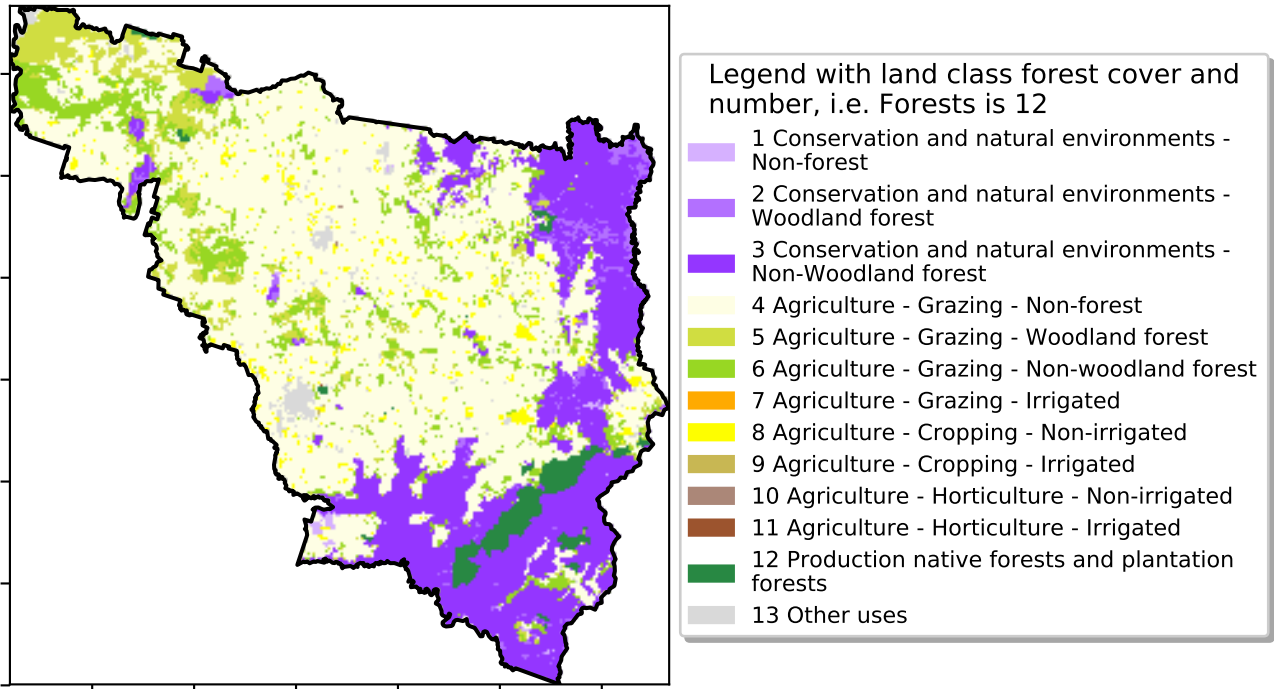 Legend with land class forest cover and
number, i.e. Forests is 12
1 Conservation and natural environments -
Non-forest
2 Conservation and natural environments -
Woodland forest
3 Conservation and natural environments -
Non-Woodland forest
4 Agriculture - Grazing - Non-forest
5 Agriculture - Grazing - Woodland forest
6 Agriculture - Grazing - Non-woodland forest
7 Agriculture - Grazing - Irrigated
8 Agriculture - Cropping - Non-irrigated
9 Agriculture - Cropping - Irrigated
10 Agriculture - Horticulture - Non-irrigated
11 Agriculture - Horticulture - Irrigated
12 Production native forests and plantation
forests
13 Other uses